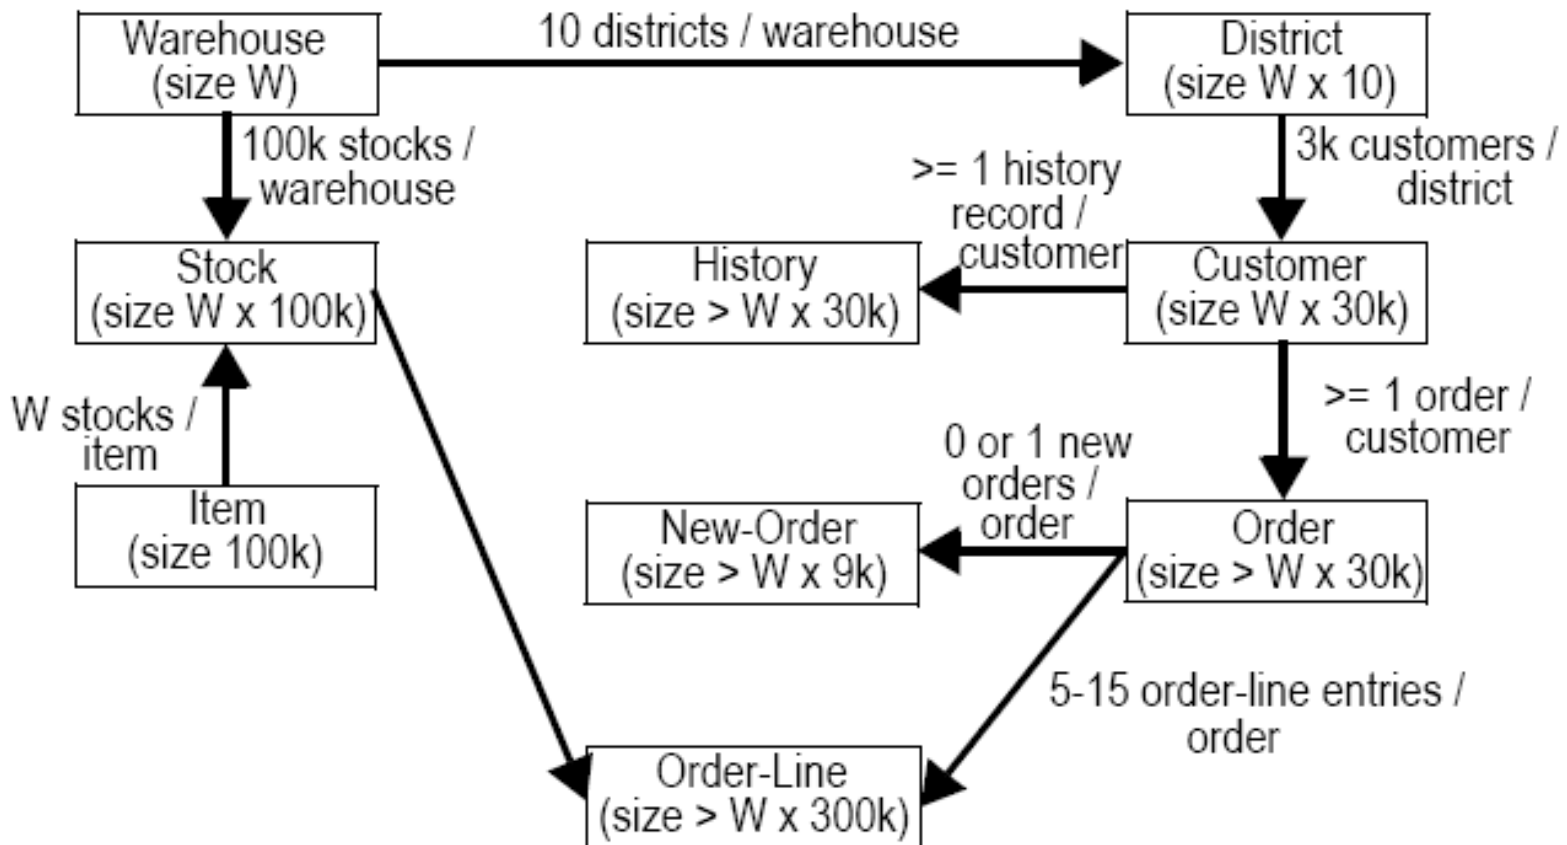 Warehouse
(size W)
10 districts / warehouse
District
(size W x 10)
100k stocks /
warehouse
3k customers /
district
>= 1 history
record /
customer
Stock
(size W x 100k)
History
(size > W x 30k)
Customer
(size W x 30k)
W stocks /
item
>= 1 order /
customer
0 or 1 new
orders /
order
Item
(size 100k)
New-Order
(size > W x 9k)
Order
(size > W x 30k)
5-15 order-line entries /
order
Order-Line
(size > W x 300k)